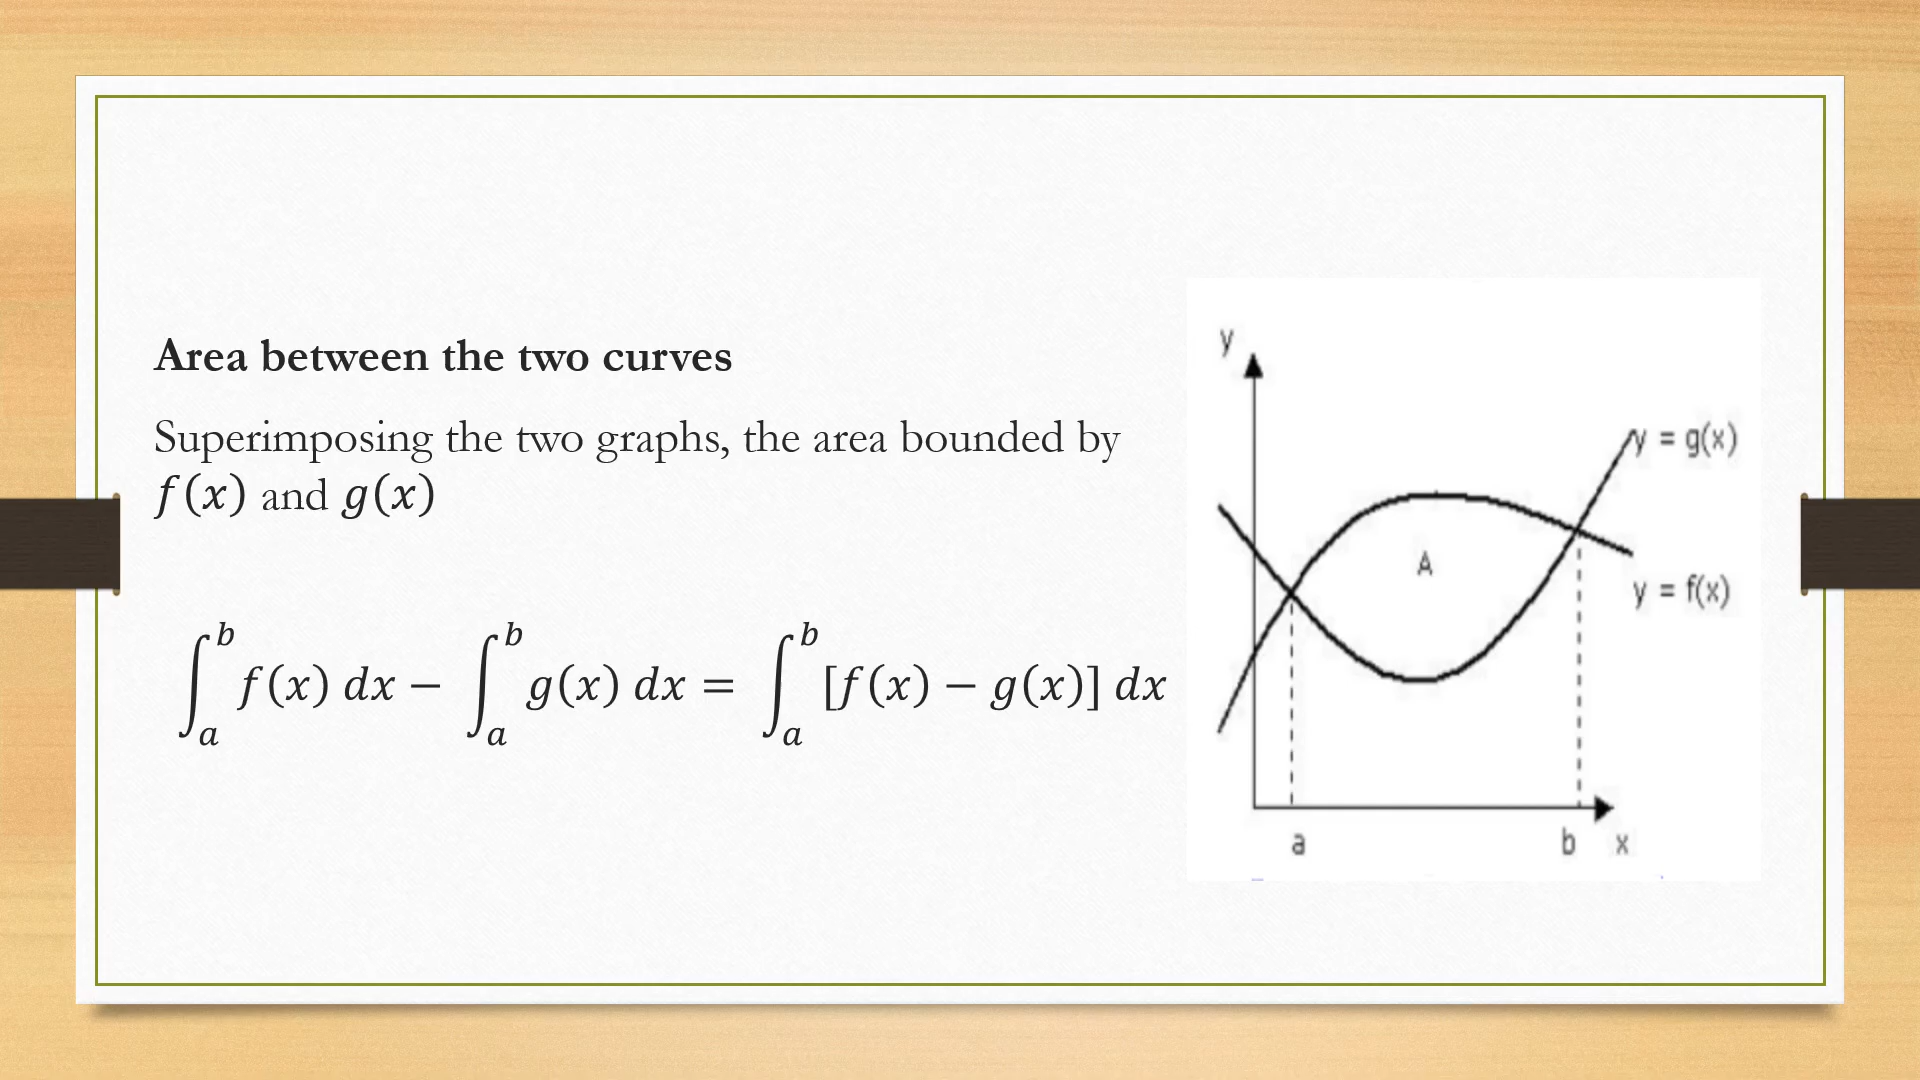 Area between the two curves
Superimposing the two graphs, the area bounded by
f(x) and g(x)
∫_a^b f(x) dx − ∫_a^b g(x) dx = ∫_a^b [f(x) − g(x)] dx
y
y = g(x)
A
y = f(x)
a
b
x